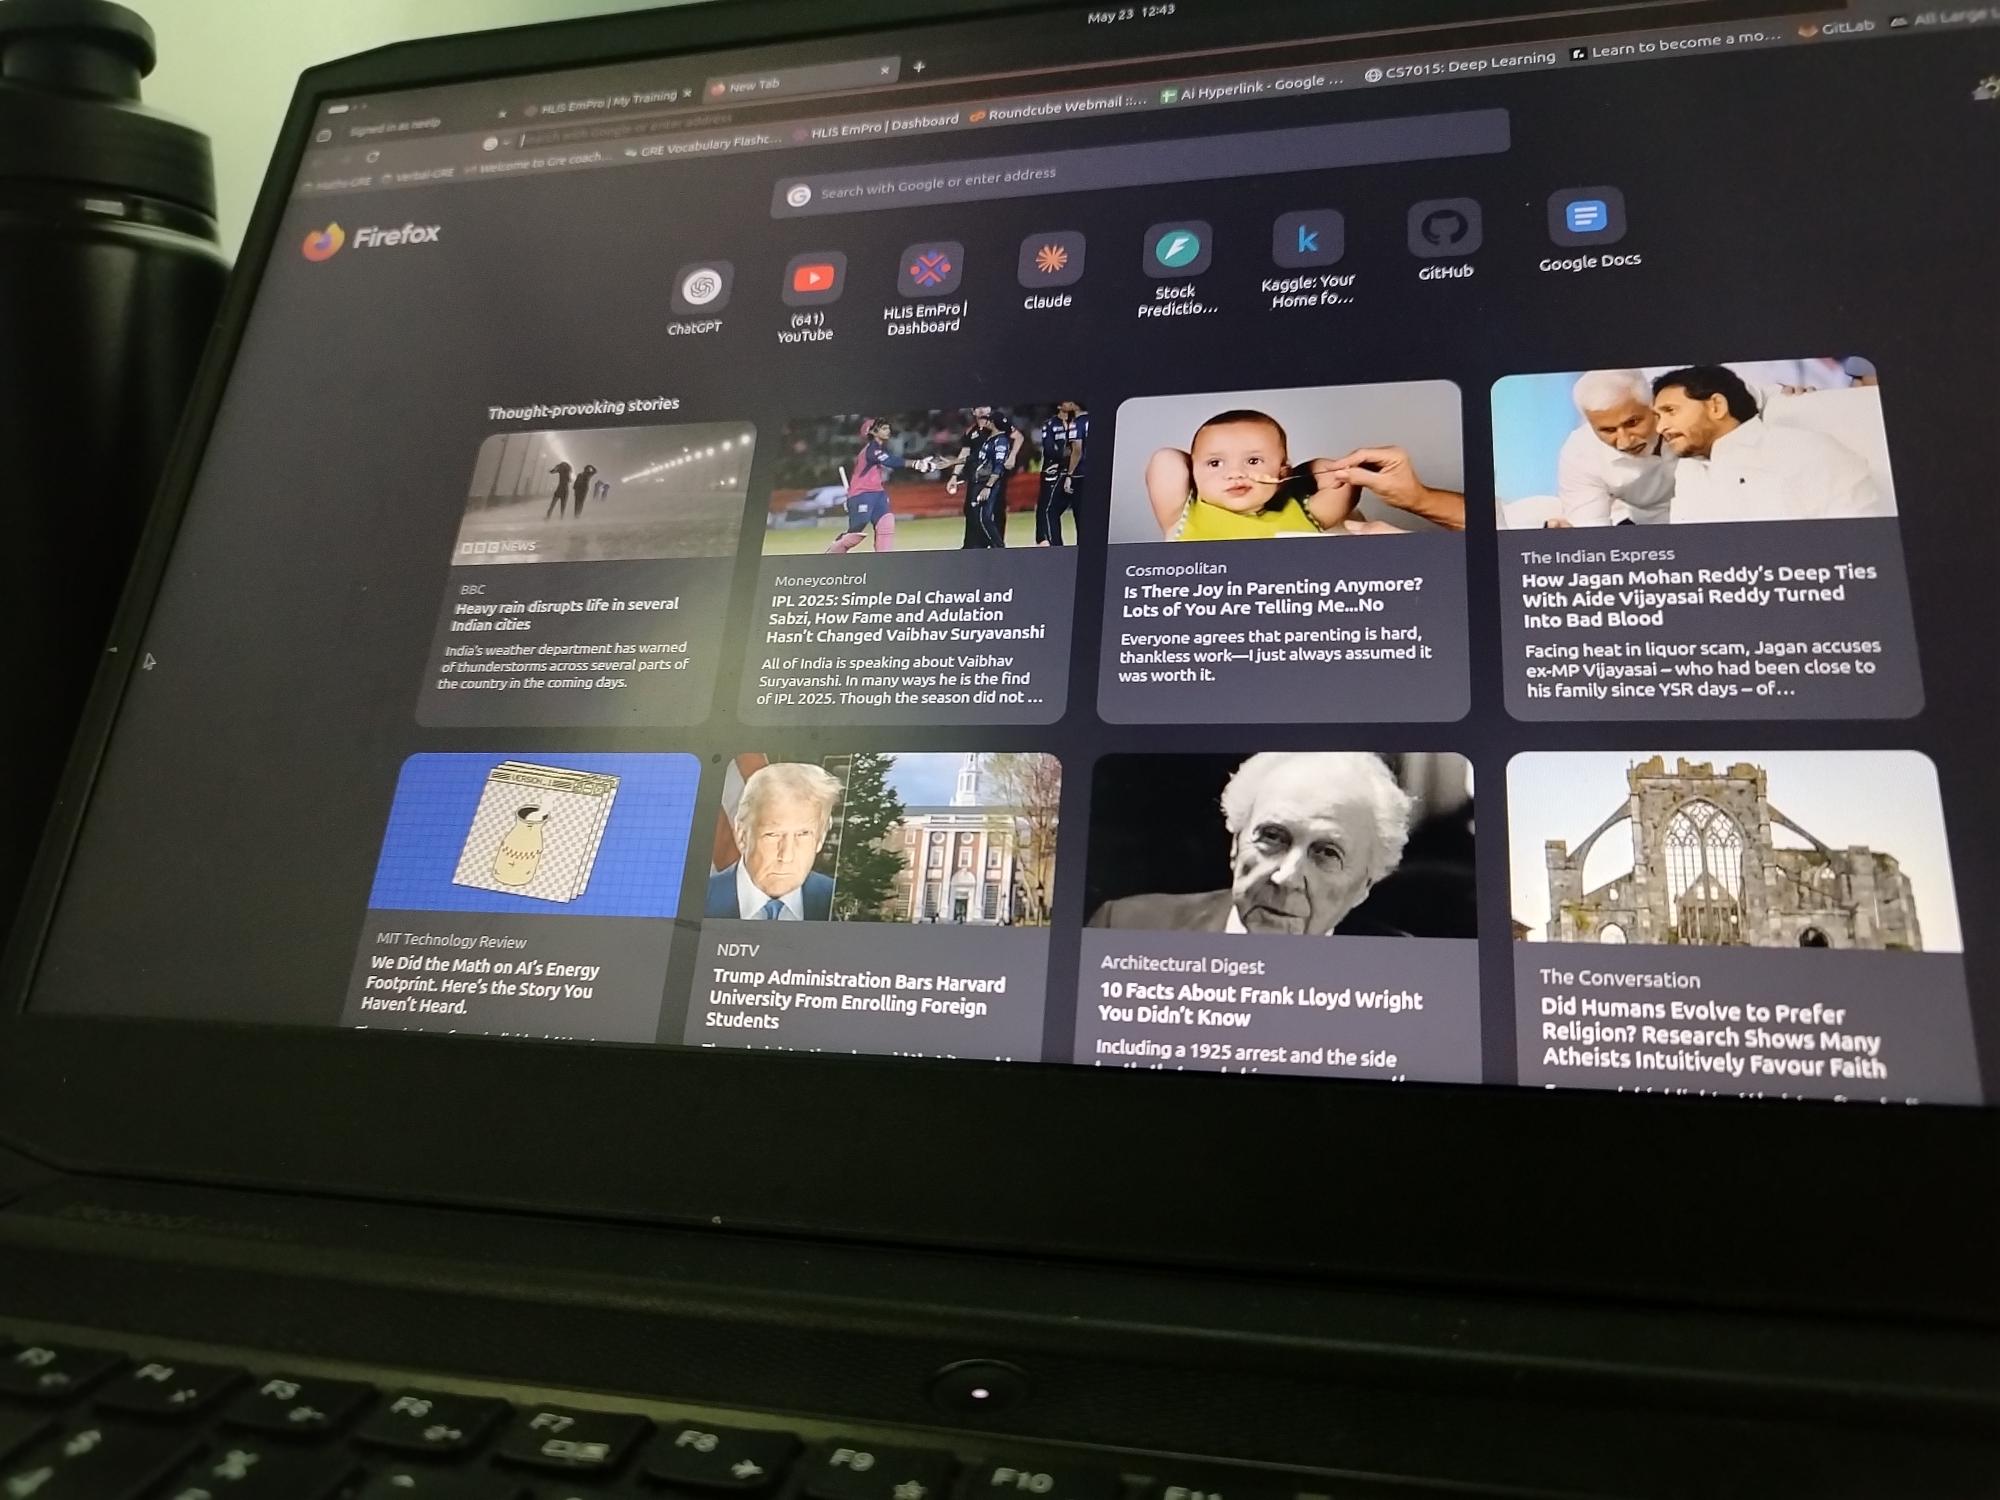 May 23 12:43
HLIS EmPro | My Training
New Tab
Signed in as
Search with Google or enter address
Maths-GRE
Verbal-GRE
Welcome to Gre coach...
GRE Vocabulary Flashc...
HLIS EmPro | Dashboard
Roundcube Webmail ::...
Ai Hyperlink - Google ...
CS7015: Deep Learning
Learn to become a mo...
GitLab
Firefox
Search with Google or enter address
ChatGPT
(641)
YouTube
HLIS EmPro |
Dashboard
Claude
Stock
Predictio...
Kaggle: Your
Home fo...
GitHub
Google Docs
Thought-provoking stories
BBC NEWS
BBC
Heavy rain disrupts life in several
Indian cities
India's weather department has warned
of thunderstorms across several parts of
the country in the coming days.
Moneycontrol
IPL 2025: Simple Dal Chawal and
Sabzi, How Fame and Adulation
Hasn't Changed Vaibhav Suryavanshi
All of India is speaking about Vaibhav
Suryavanshi. In many ways he is the find
of IPL 2025. Though the season did not ...
Cosmopolitan
Is There Joy in Parenting Anymore?
Lots of You Are Telling Me...No
Everyone agrees that parenting is hard,
thankless work—I just always assumed it
was worth it.
The Indian Express
How Jagan Mohan Reddy's Deep Ties
With Aide Vijayasai Reddy Turned
Into Bad Blood
Facing heat in liquor scam, Jagan accuses
ex-MP Vijayasai – who had been close to
his family since YSR days – of...
VERSION_1
MIT Technology Review
We Did the Math on AI's Energy
Footprint. Here's the Story You
Haven't Heard.
NDTV
Trump Administration Bars Harvard
University From Enrolling Foreign
Students
Architectural Digest
10 Facts About Frank Lloyd Wright
You Didn't Know
Including a 1925 arrest and the side
The Conversation
Did Humans Evolve to Prefer
Religion? Research Shows Many
Atheists Intuitively Favour Faith
F3
F4
F5
F6
F7
F8
F9
F10
F11